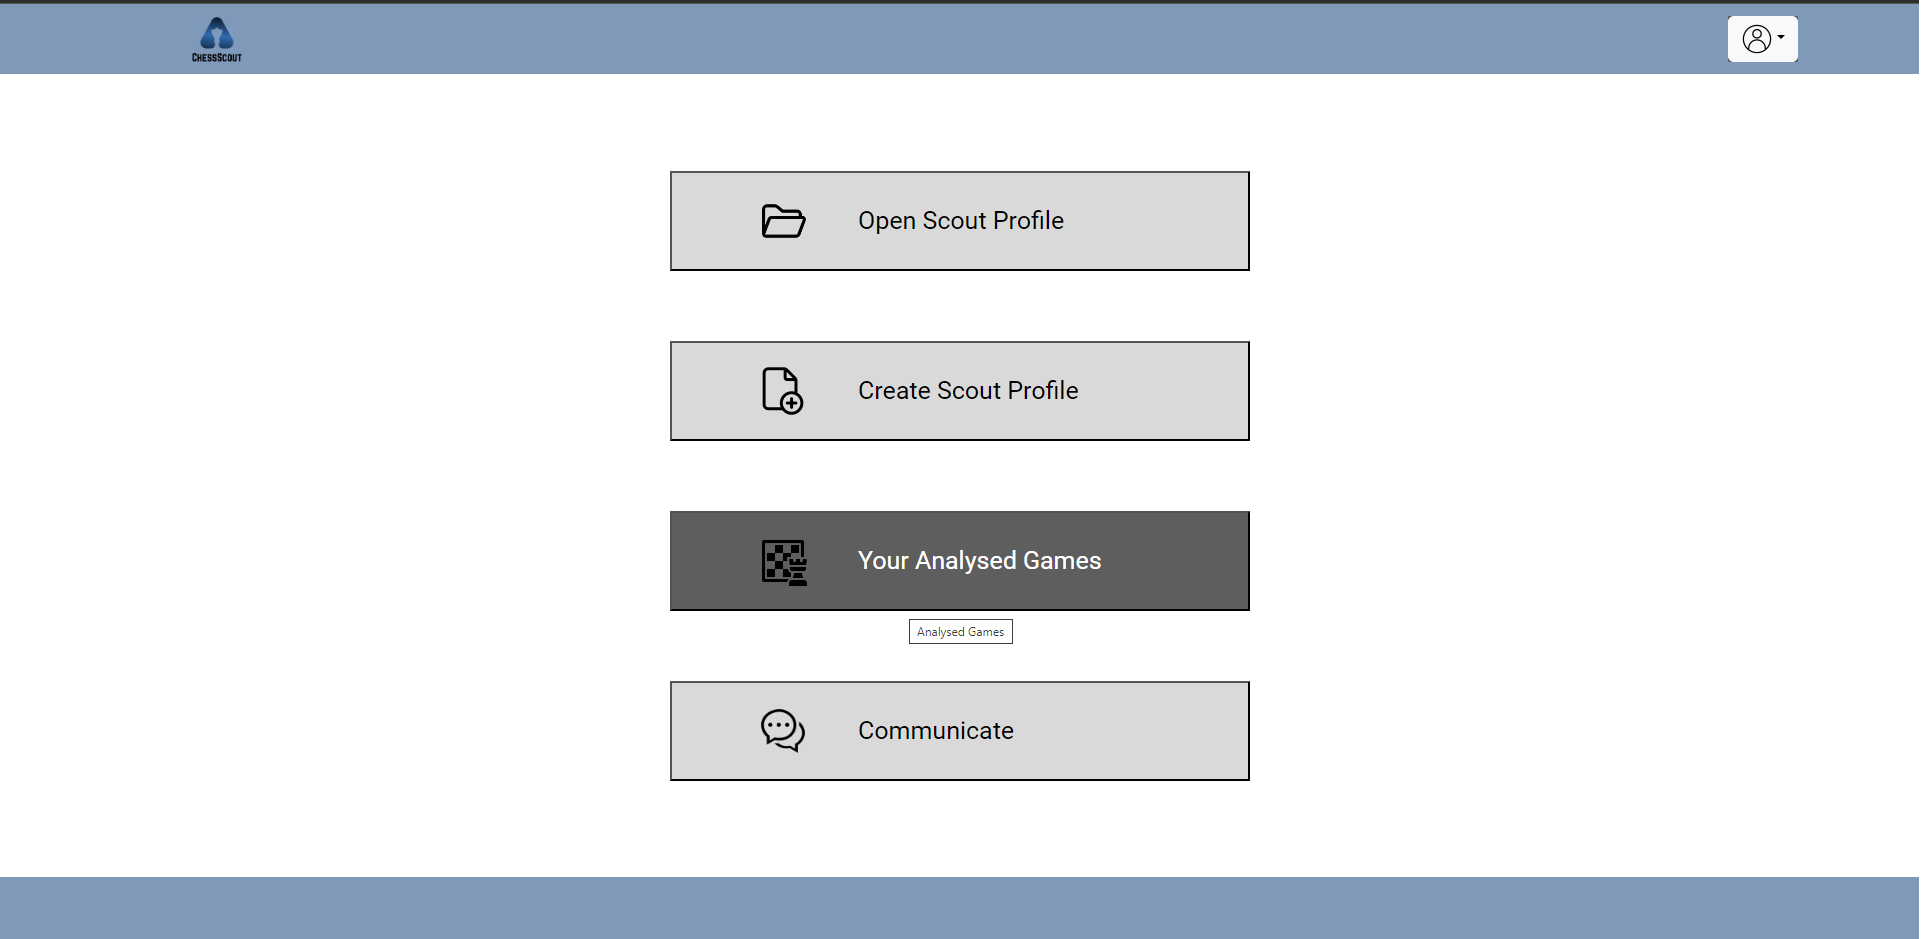 ChessScout
Open Scout Profile
Create Scout Profile
Your Analysed Games
Analysed Games
Communicate